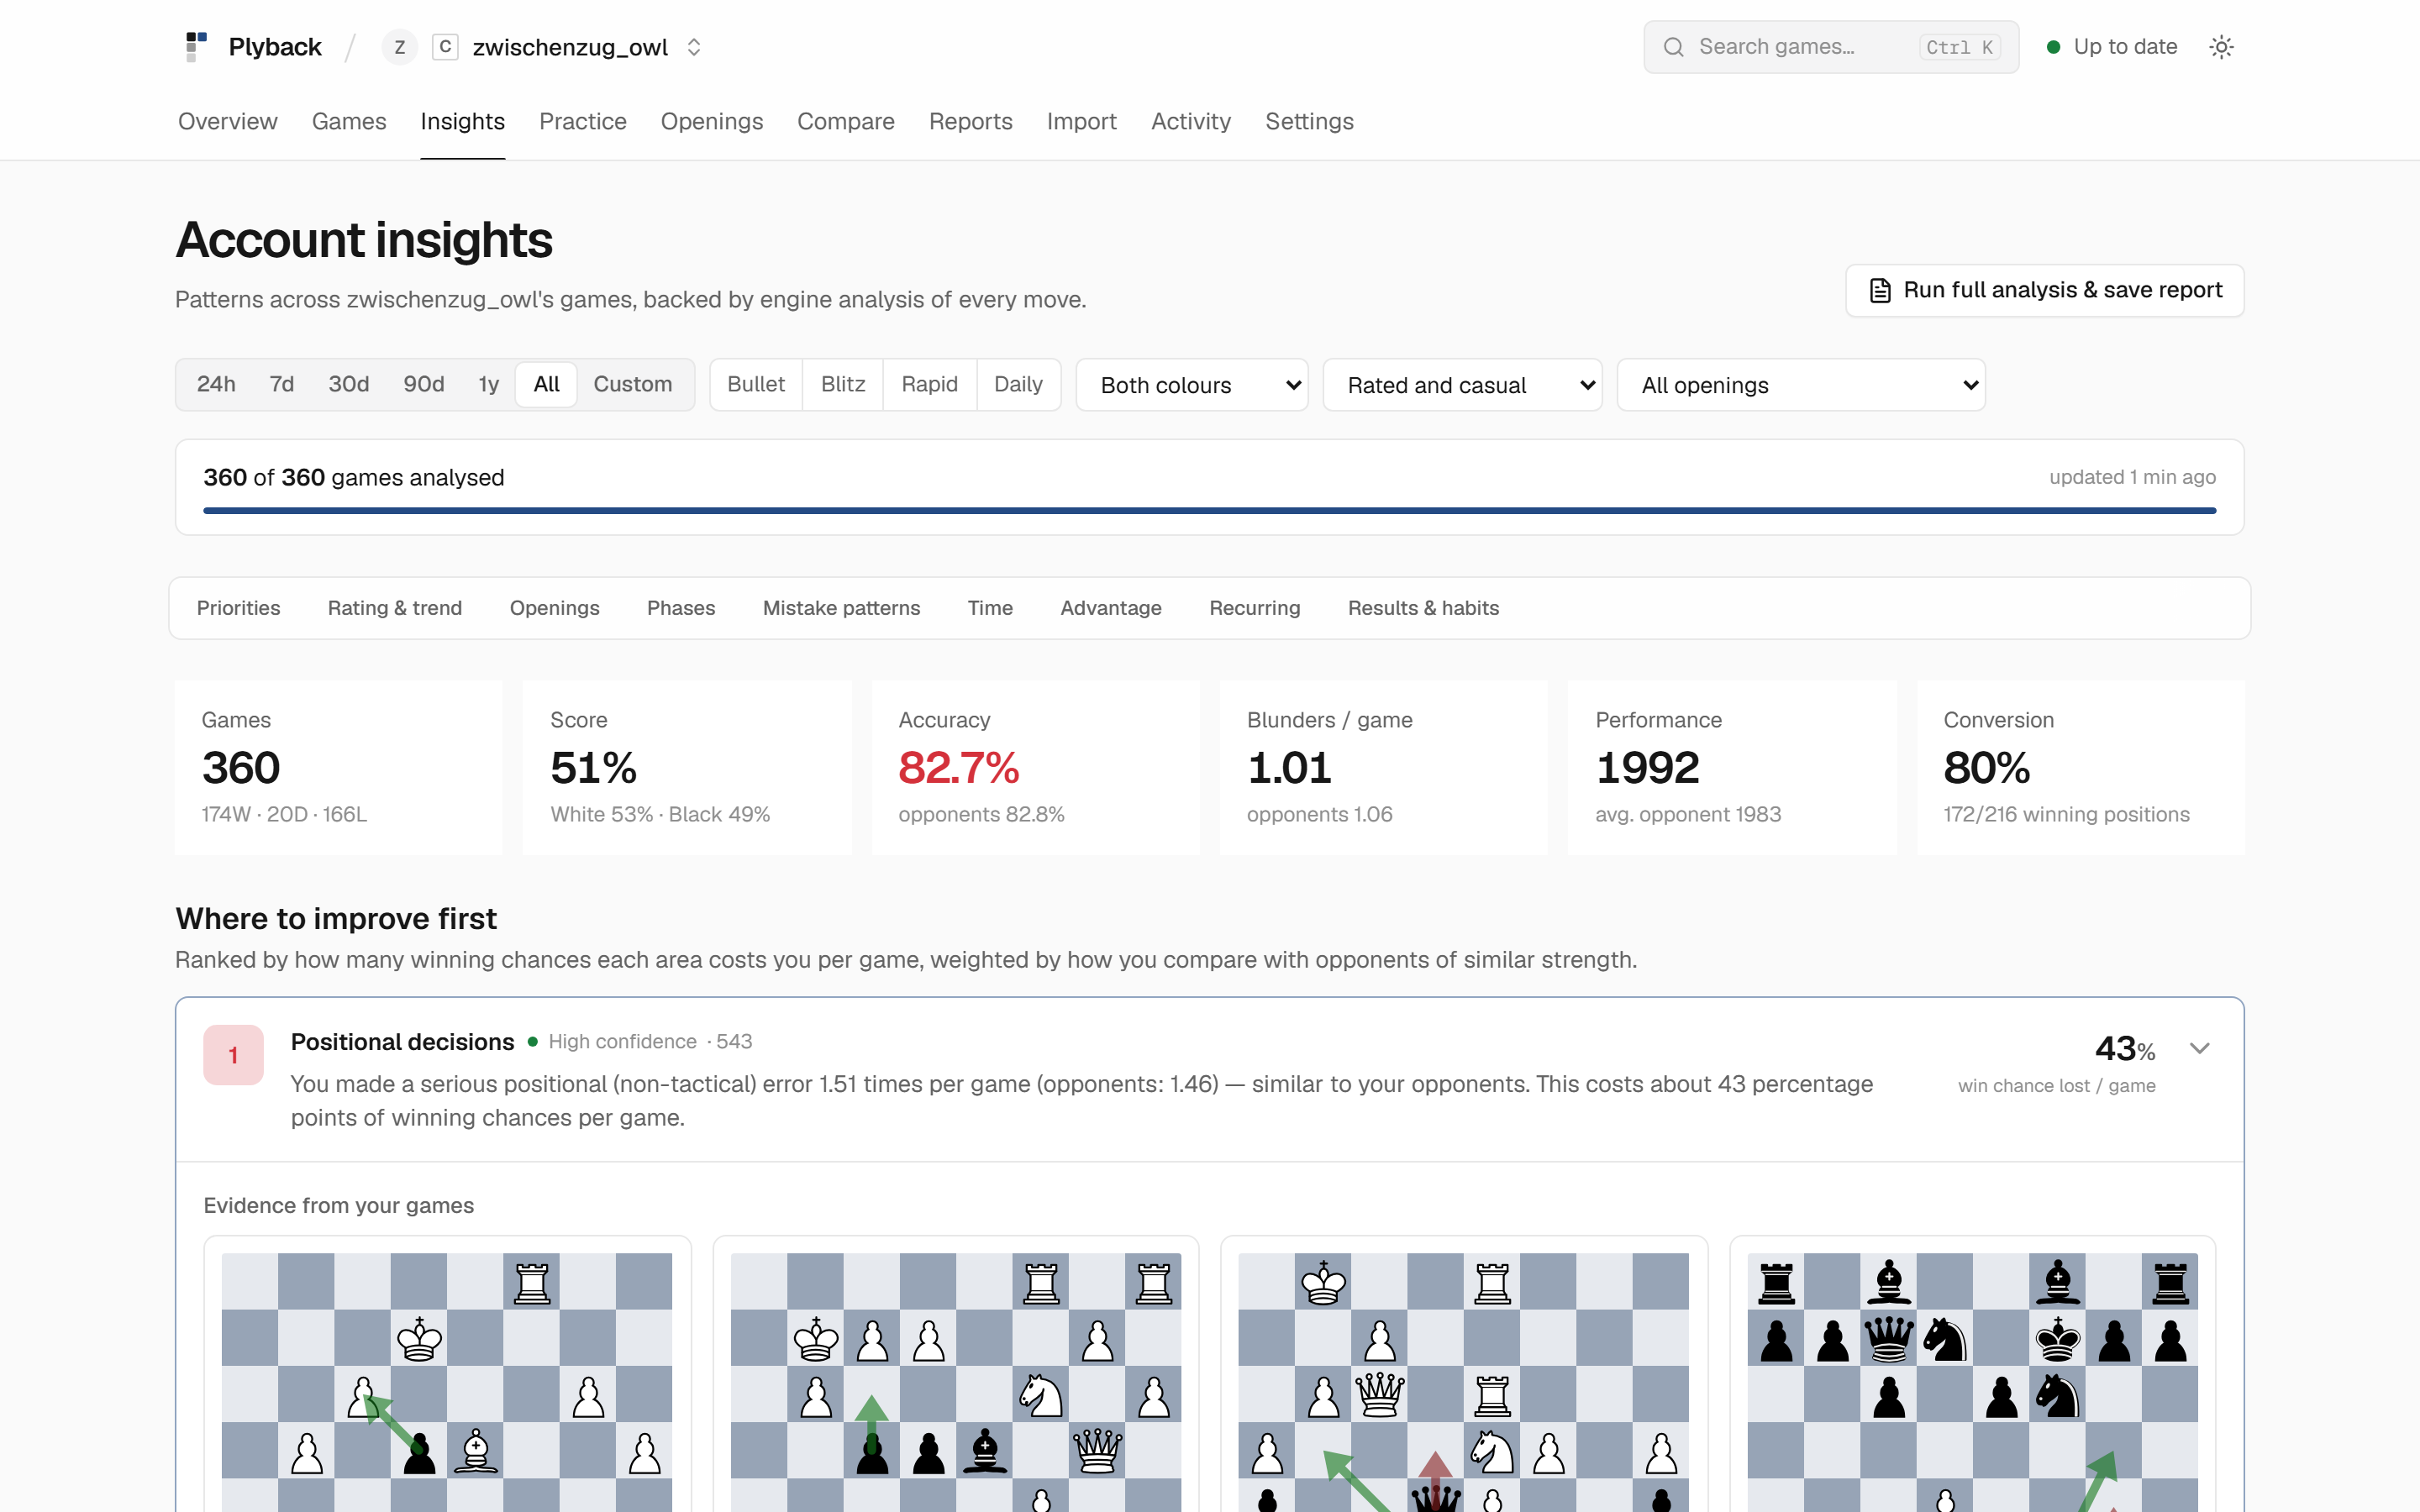 Plyback / Z C zwischenzug_owl
Search games... Ctrl K
Up to date
Overview Games Insights Practice Openings Compare Reports Import Activity Settings
Account insights
Patterns across zwischenzug_owl's games, backed by engine analysis of every move.
Run full analysis & save report
24h 7d 30d 90d 1y All Custom
Bullet Blitz Rapid Daily
Both colours
Rated and casual
All openings
360 of 360 games analysed
updated 1 min ago
Priorities Rating & trend Openings Phases Mistake patterns Time Advantage Recurring Results & habits
Games
360
174W · 20D · 166L
Score
51%
White 53% · Black 49%
Accuracy
82.7%
opponents 82.8%
Blunders / game
1.01
opponents 1.06
Performance
1992
avg. opponent 1983
Conversion
80%
172/216 winning positions
Where to improve first
Ranked by how many winning chances each area costs you per game, weighted by how you compare with opponents of similar strength.
1
Positional decisions High confidence · 543
You made a serious positional (non-tactical) error 1.51 times per game (opponents: 1.46) — similar to your opponents. This costs about 43 percentage
points of winning chances per game.
43%
win chance lost / game
Evidence from your games